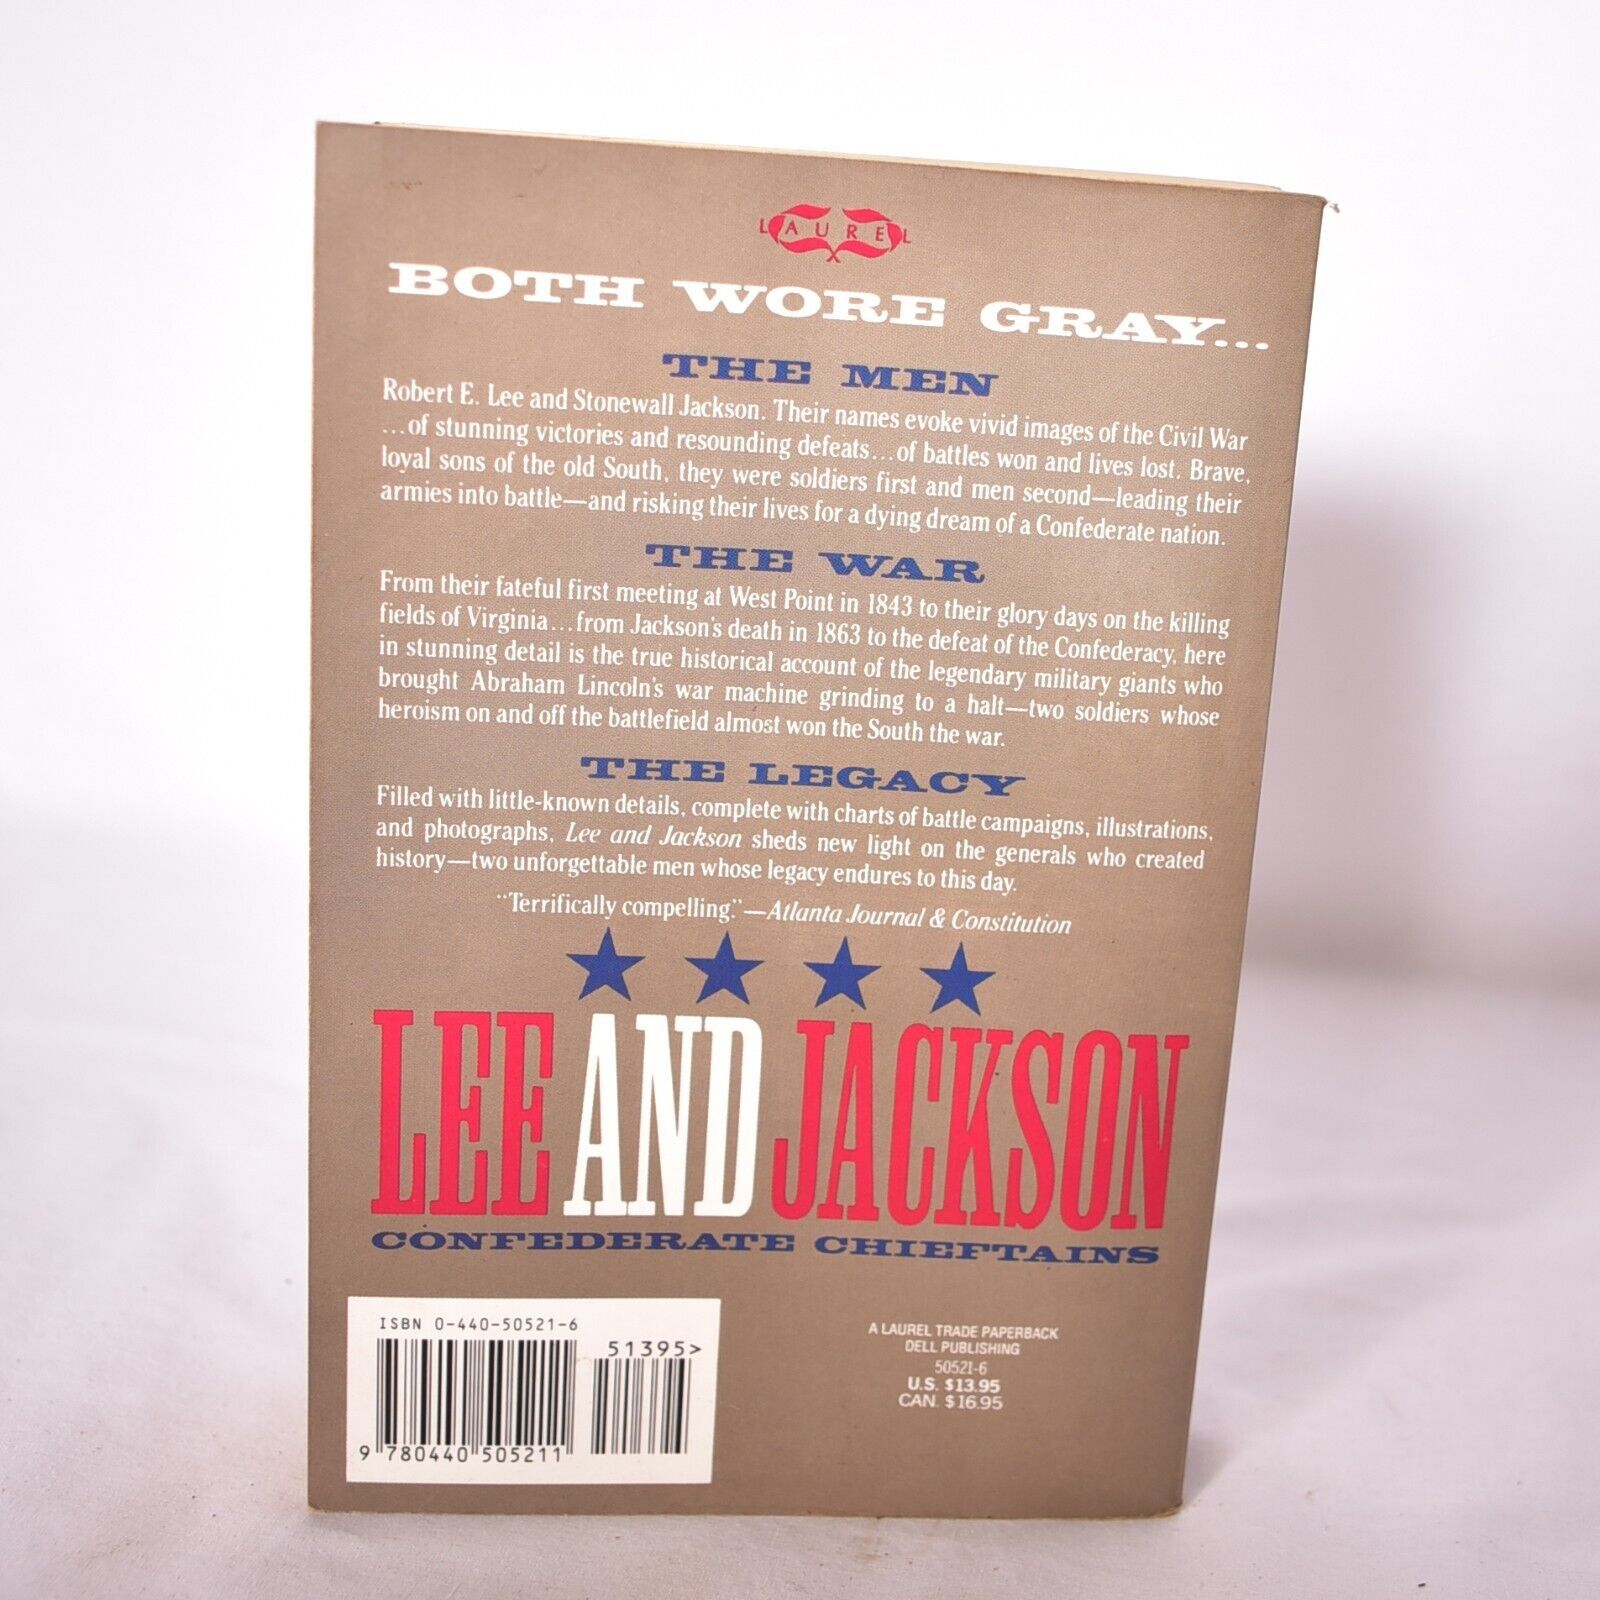 LAUREL
BOTH WORE GRAY...
THE MEN
Robert E. Lee and Stonewall Jackson. Their names evoke vivid images of the Civil War
...of stunning victories and resounding defeats...of battles won and lives lost. Brave,
loyal sons of the old South, they were soldiers first and men second—leading their
armies into battle—and risking their lives for a dying dream of a Confederate nation.
THE WAR
From their fateful first meeting at West Point in 1843 to their glory days on the killing
fields of Virginia...from Jackson's death in 1863 to the defeat of the Confederacy, here
in stunning detail is the true historical account of the legendary military giants who
brought Abraham Lincoln's war machine grinding to a halt—two soldiers whose
heroism on and off the battlefield almost won the South the war.
THE LEGACY
Filled with little-known details, complete with charts of battle campaigns, illustrations,
and photographs, Lee and Jackson sheds new light on the generals who created
history—two unforgettable men whose legacy endures to this day.
"Terrifically compelling."—Atlanta Journal & Constitution
LEE AND JACKSON
CONFEDERATE CHIEFTAINS
ISBN 0-440-50521-6
51395>
9 780440 505211
A LAUREL TRADE PAPERBACK
DELL PUBLISHING
50521-6
U.S. $13.95
CAN. $16.95